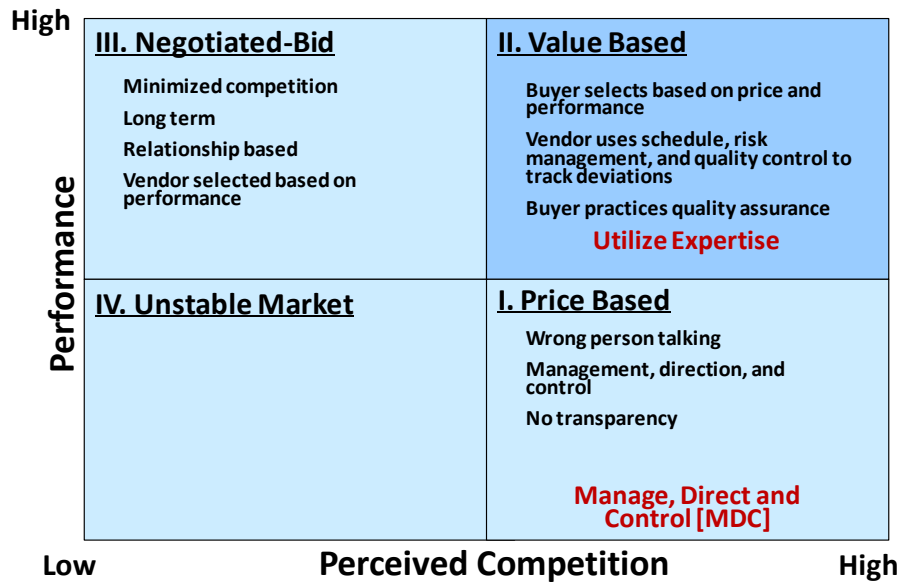 High
III. Negotiated-Bid
Minimized competition
Long term
Relationship based
Vendor selected based on
performance
II. Value Based
Buyer selects based on price and
performance
Vendor uses schedule, risk
management, and quality control to
track deviations
Buyer practices quality assurance
Utilize Expertise
Performance
IV. Unstable Market
I. Price Based
Wrong person talking
Management, direction, and
control
No transparency
Manage, Direct and
Control [MDC]
Low
Perceived Competition
High